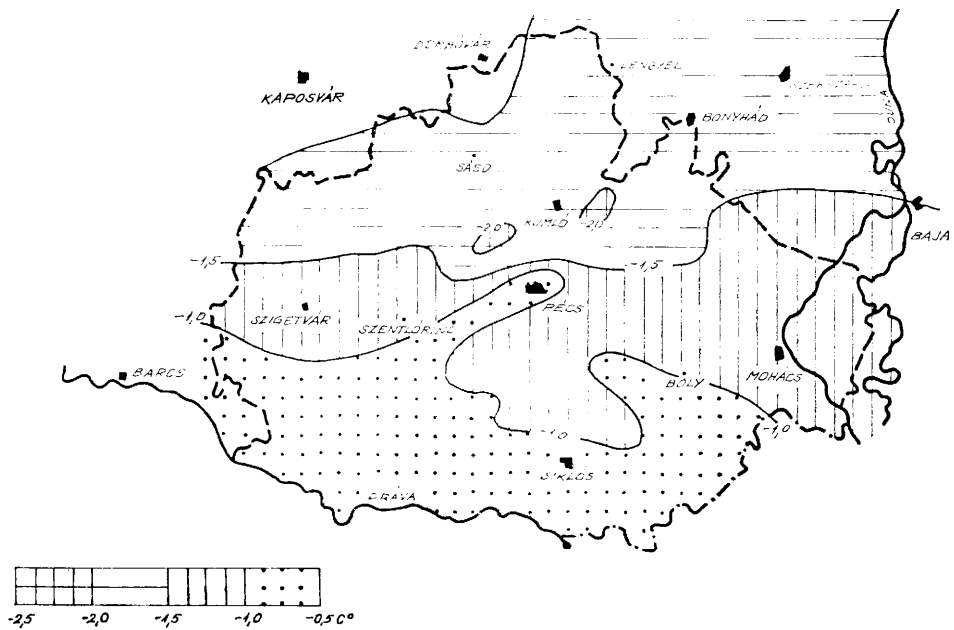 DOMBÓVÁR
LENGYEL
KAPOSVÁR
DUNA
BONYHÁD
SÁSD
KOMLÓ
-2,0
-2,0
BAJA
-1,5
-1,5
PÉCS
-1,0
SZIGETVÁR
SZENTLŐRINC
BARCS
BÓLY
MOHÁCS
-1,0
-1,0
SIKLÓS
DRÁVA
-2,5 -2,0 -1,5 -1,0 -0,5 C°